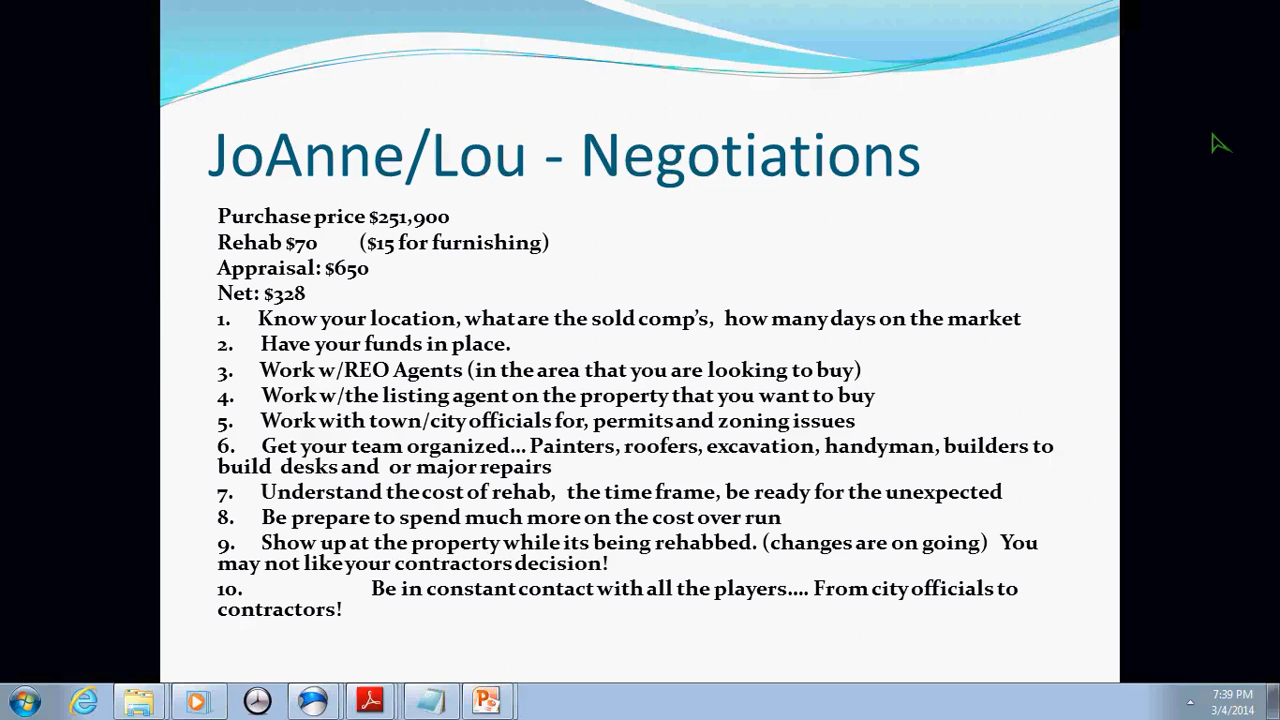 JoAnne/Lou - Negotiations
Purchase price $251,900
Rehab $70 ($15 for furnishing)
Appraisal: $650
Net: $328
1. Know your location, what are the sold comp's, how many days on the market
2. Have your funds in place.
3. Work w/REO Agents (in the area that you are looking to buy)
4. Work w/the listing agent on the property that you want to buy
5. Work with town/city officials for, permits and zoning issues
6. Get your team organized... Painters, roofers, excavation, handyman, builders to
build desks and or major repairs
7. Understand the cost of rehab, the time frame, be ready for the unexpected
8. Be prepare to spend much more on the cost over run
9. Show up at the property while its being rehabbed. (changes are on going) You
may not like your contractors decision!
10. Be in constant contact with all the players.... From city officials to
contractors!
7:39 PM
3/4/2014